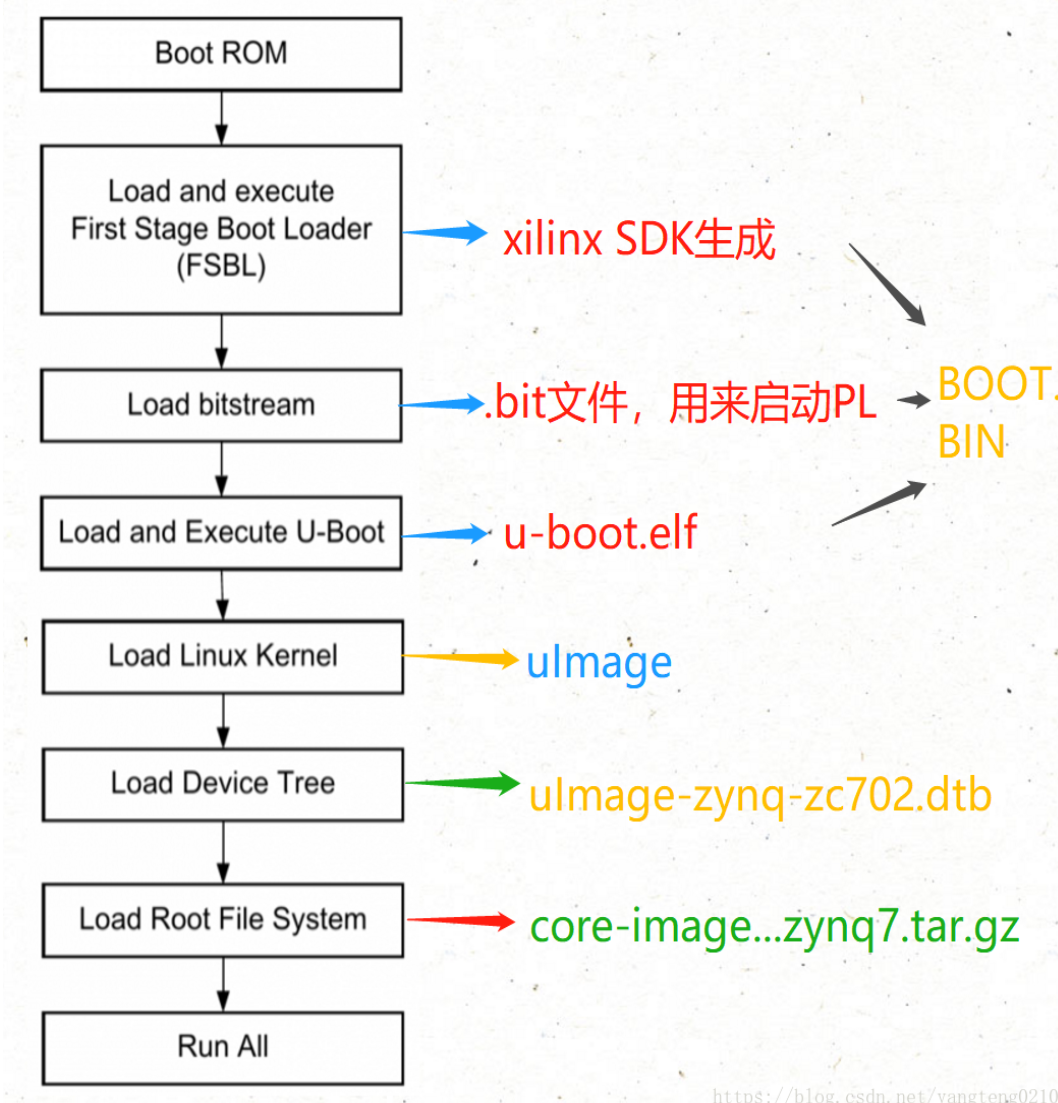 Boot ROM
Load and execute
First Stage Boot Loader
(FSBL)
xilinx SDK生成
Load bitstream
.bit文件，用来启动PL
BOOT.
BIN
Load and Execute U-Boot
u-boot.elf
Load Linux Kernel
uImage
Load Device Tree
uImage-zynq-zc702.dtb
Load Root File System
core-image...zynq7.tar.gz
Run All
https://blog.csdn.net/yangteng0210